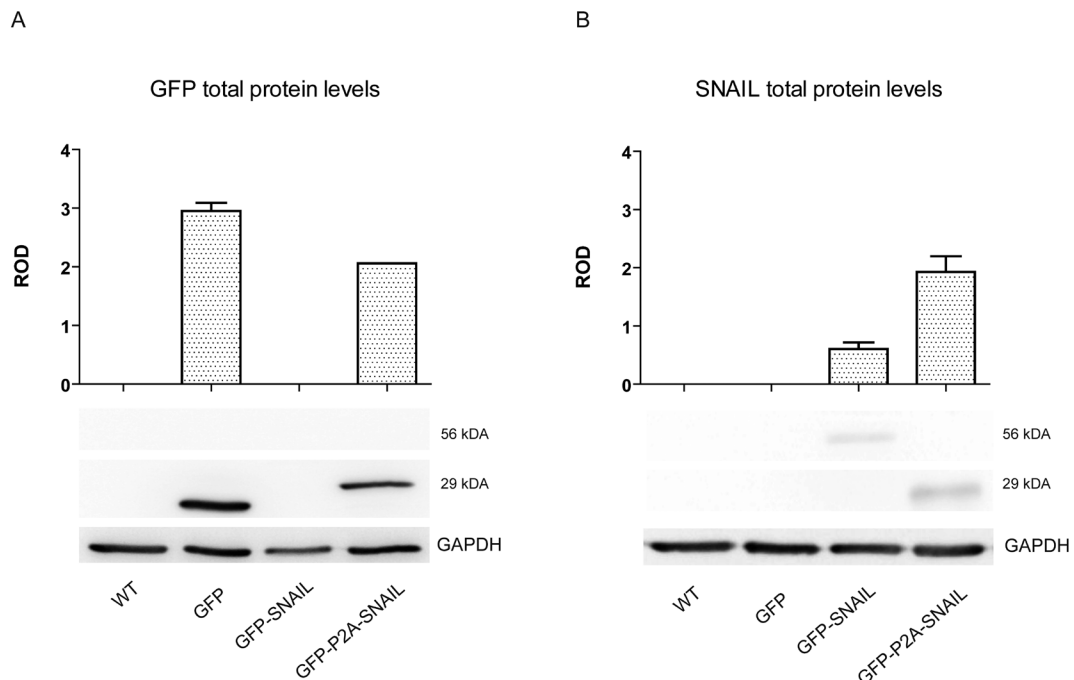 A
GFP total protein levels
4
3
2
1
0
ROD
56 kDA
29 kDA
GAPDH
WT
GFP
GFP-SNAIL
GFP-P2A-SNAIL
B
SNAIL total protein levels
4
3
2
1
0
ROD
56 kDA
29 kDA
GAPDH
WT
GFP
GFP-SNAIL
GFP-P2A-SNAIL